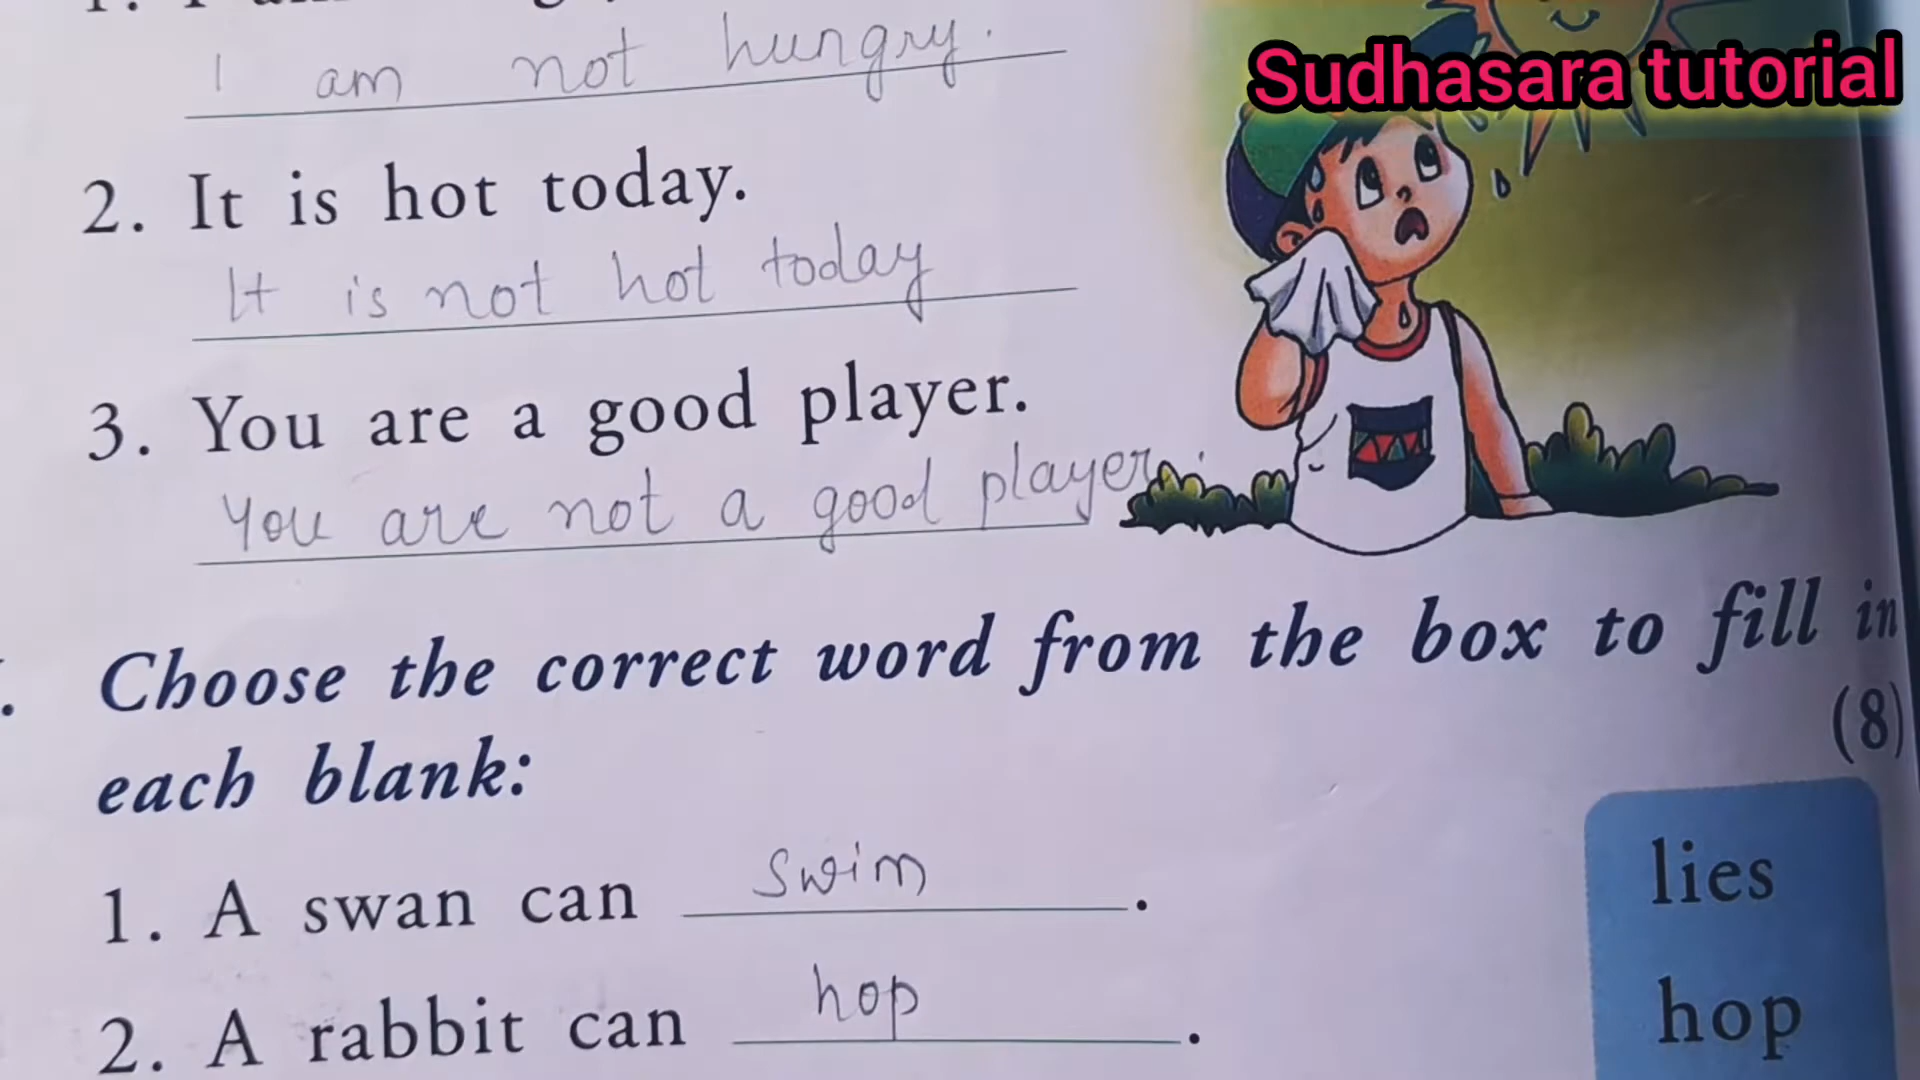 I am not hungry.
Sudhasara tutorial
2. It is hot today.
It is not hot today
3. You are a good player.
You are not a good player.
Choose the correct word from the box to fill in
(8)
each blank:
1. A swan can swim.
lies
2. A rabbit can hop.
hop